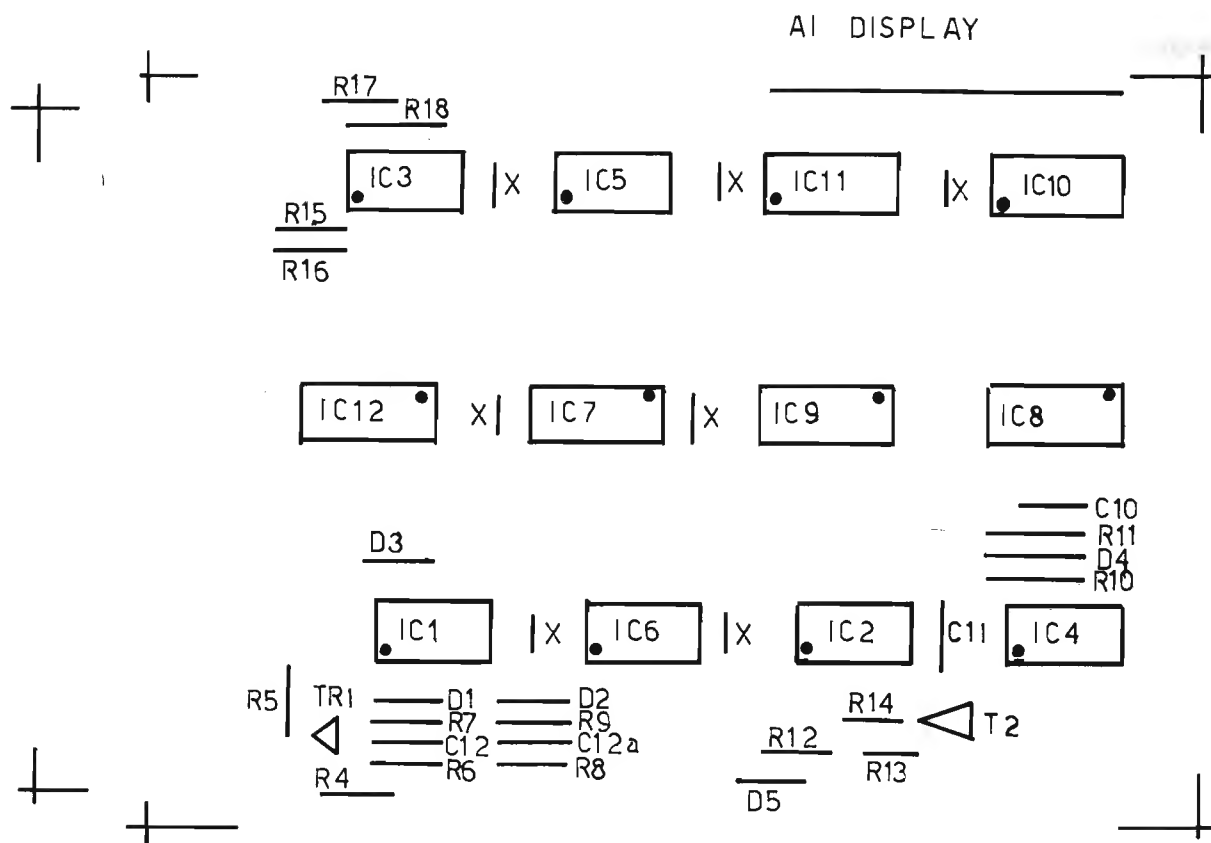 AI DISPLAY
R17
R18
IC3 X IC5 X IC11 X IC10
R15
R16
IC12 X IC7 X IC9 IC8
C10
R11
D3 D4
R10
IC1 X IC6 X IC2 C11 IC4
R5 TR1 D1 D2
R7 R9 R14 T2
C12 C12a R12
R4 R6 R8 R13
D5